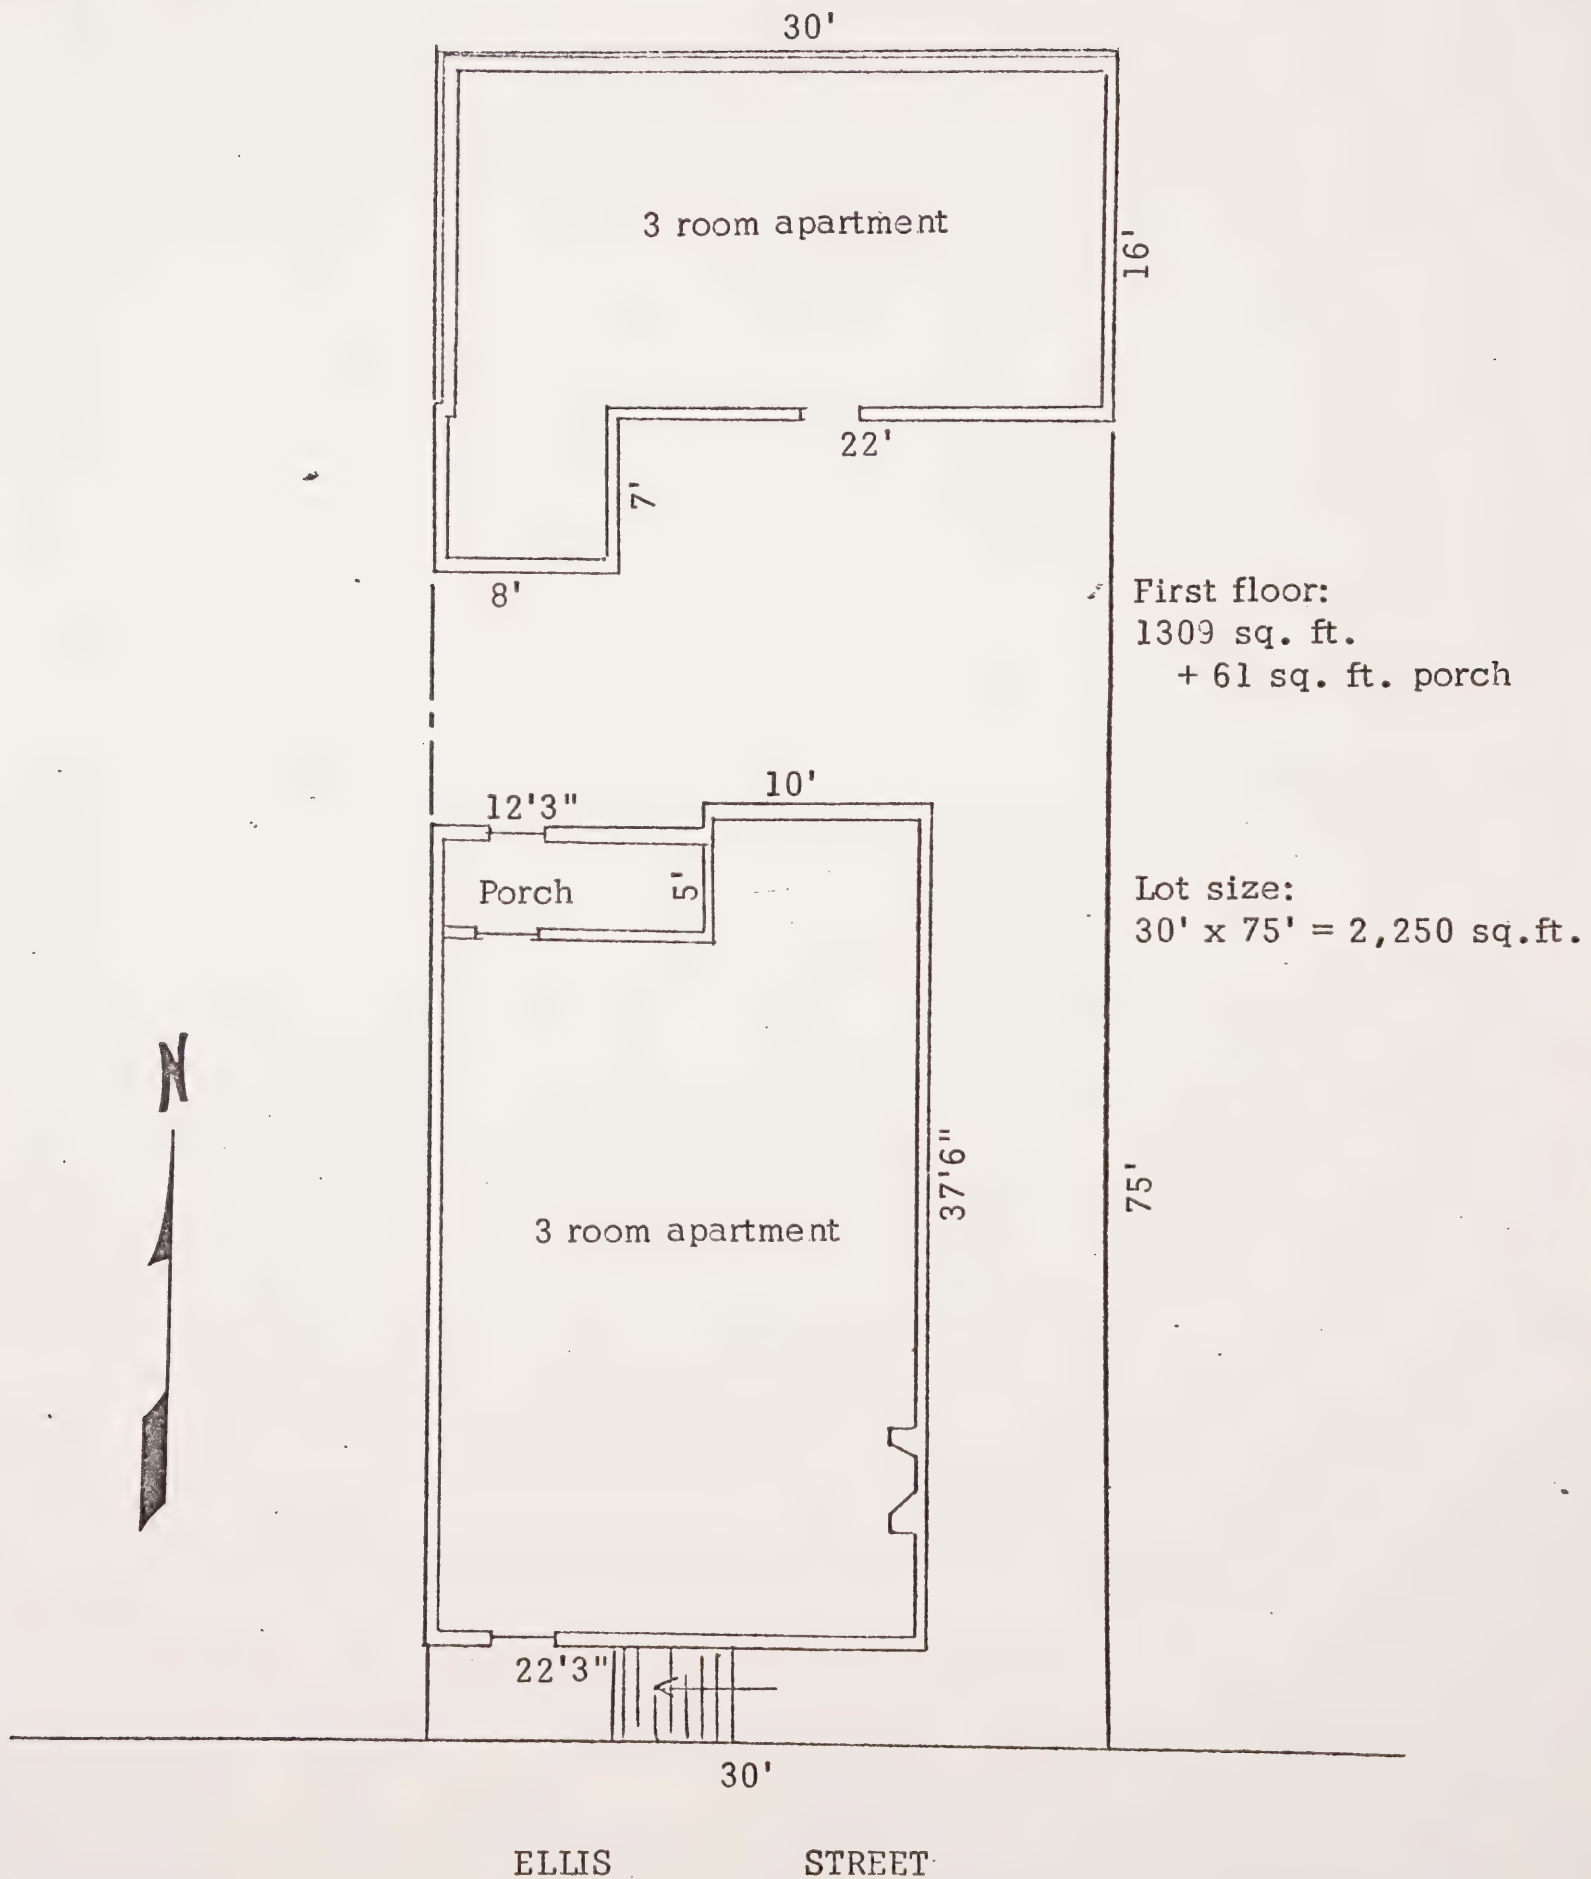 30'
3 room apartment
16'
22'
7'
8'
First floor:
1309 sq. ft.
+ 61 sq. ft. porch
10'
12'3"
Porch
5'
Lot size:
30' x 75' = 2,250 sq.ft.
N
37'6"
75'
3 room apartment
22'3"
30'
ELLIS STREET